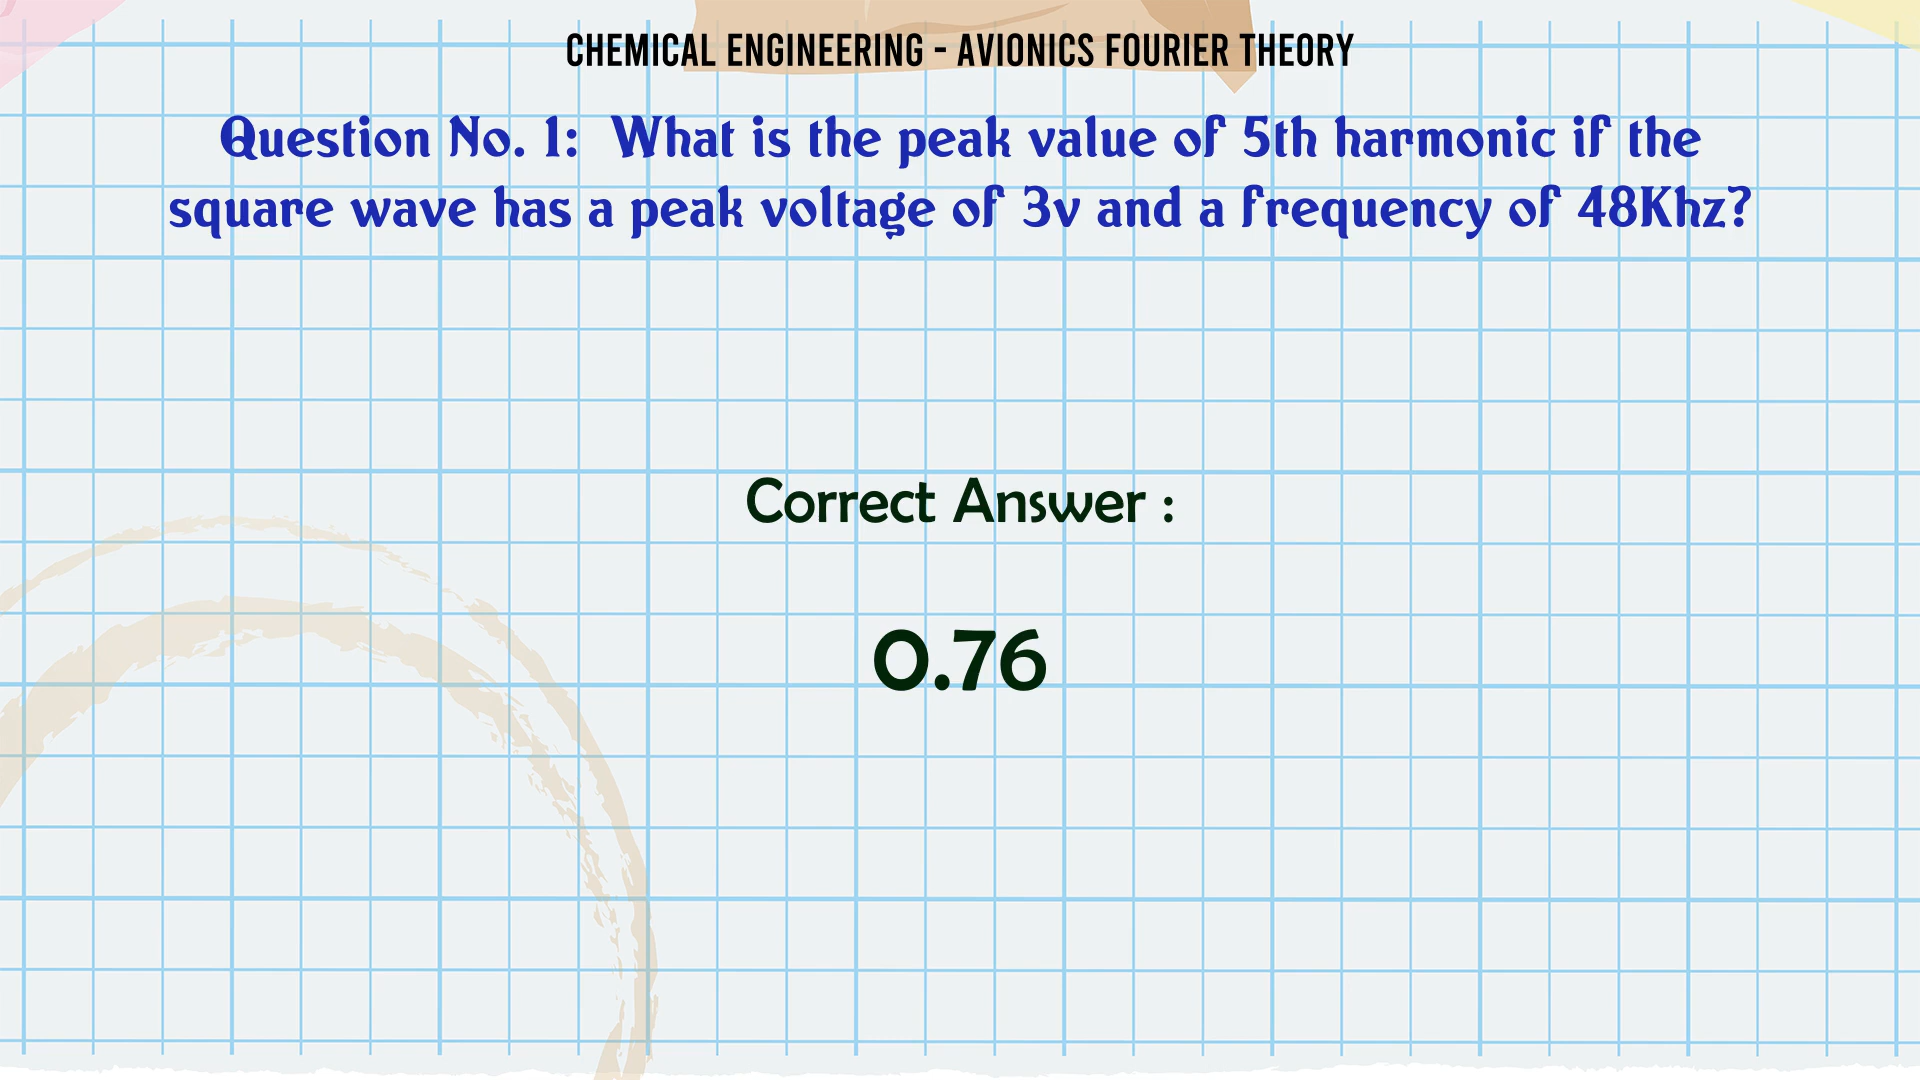 CHEMICAL ENGINEERING - AVIONICS FOURIER THEORY
Question No. 1: What is the peak value of 5th harmonic if the
square wave has a peak voltage of 3v and a frequency of 48Khz?
Correct Answer :
0.76